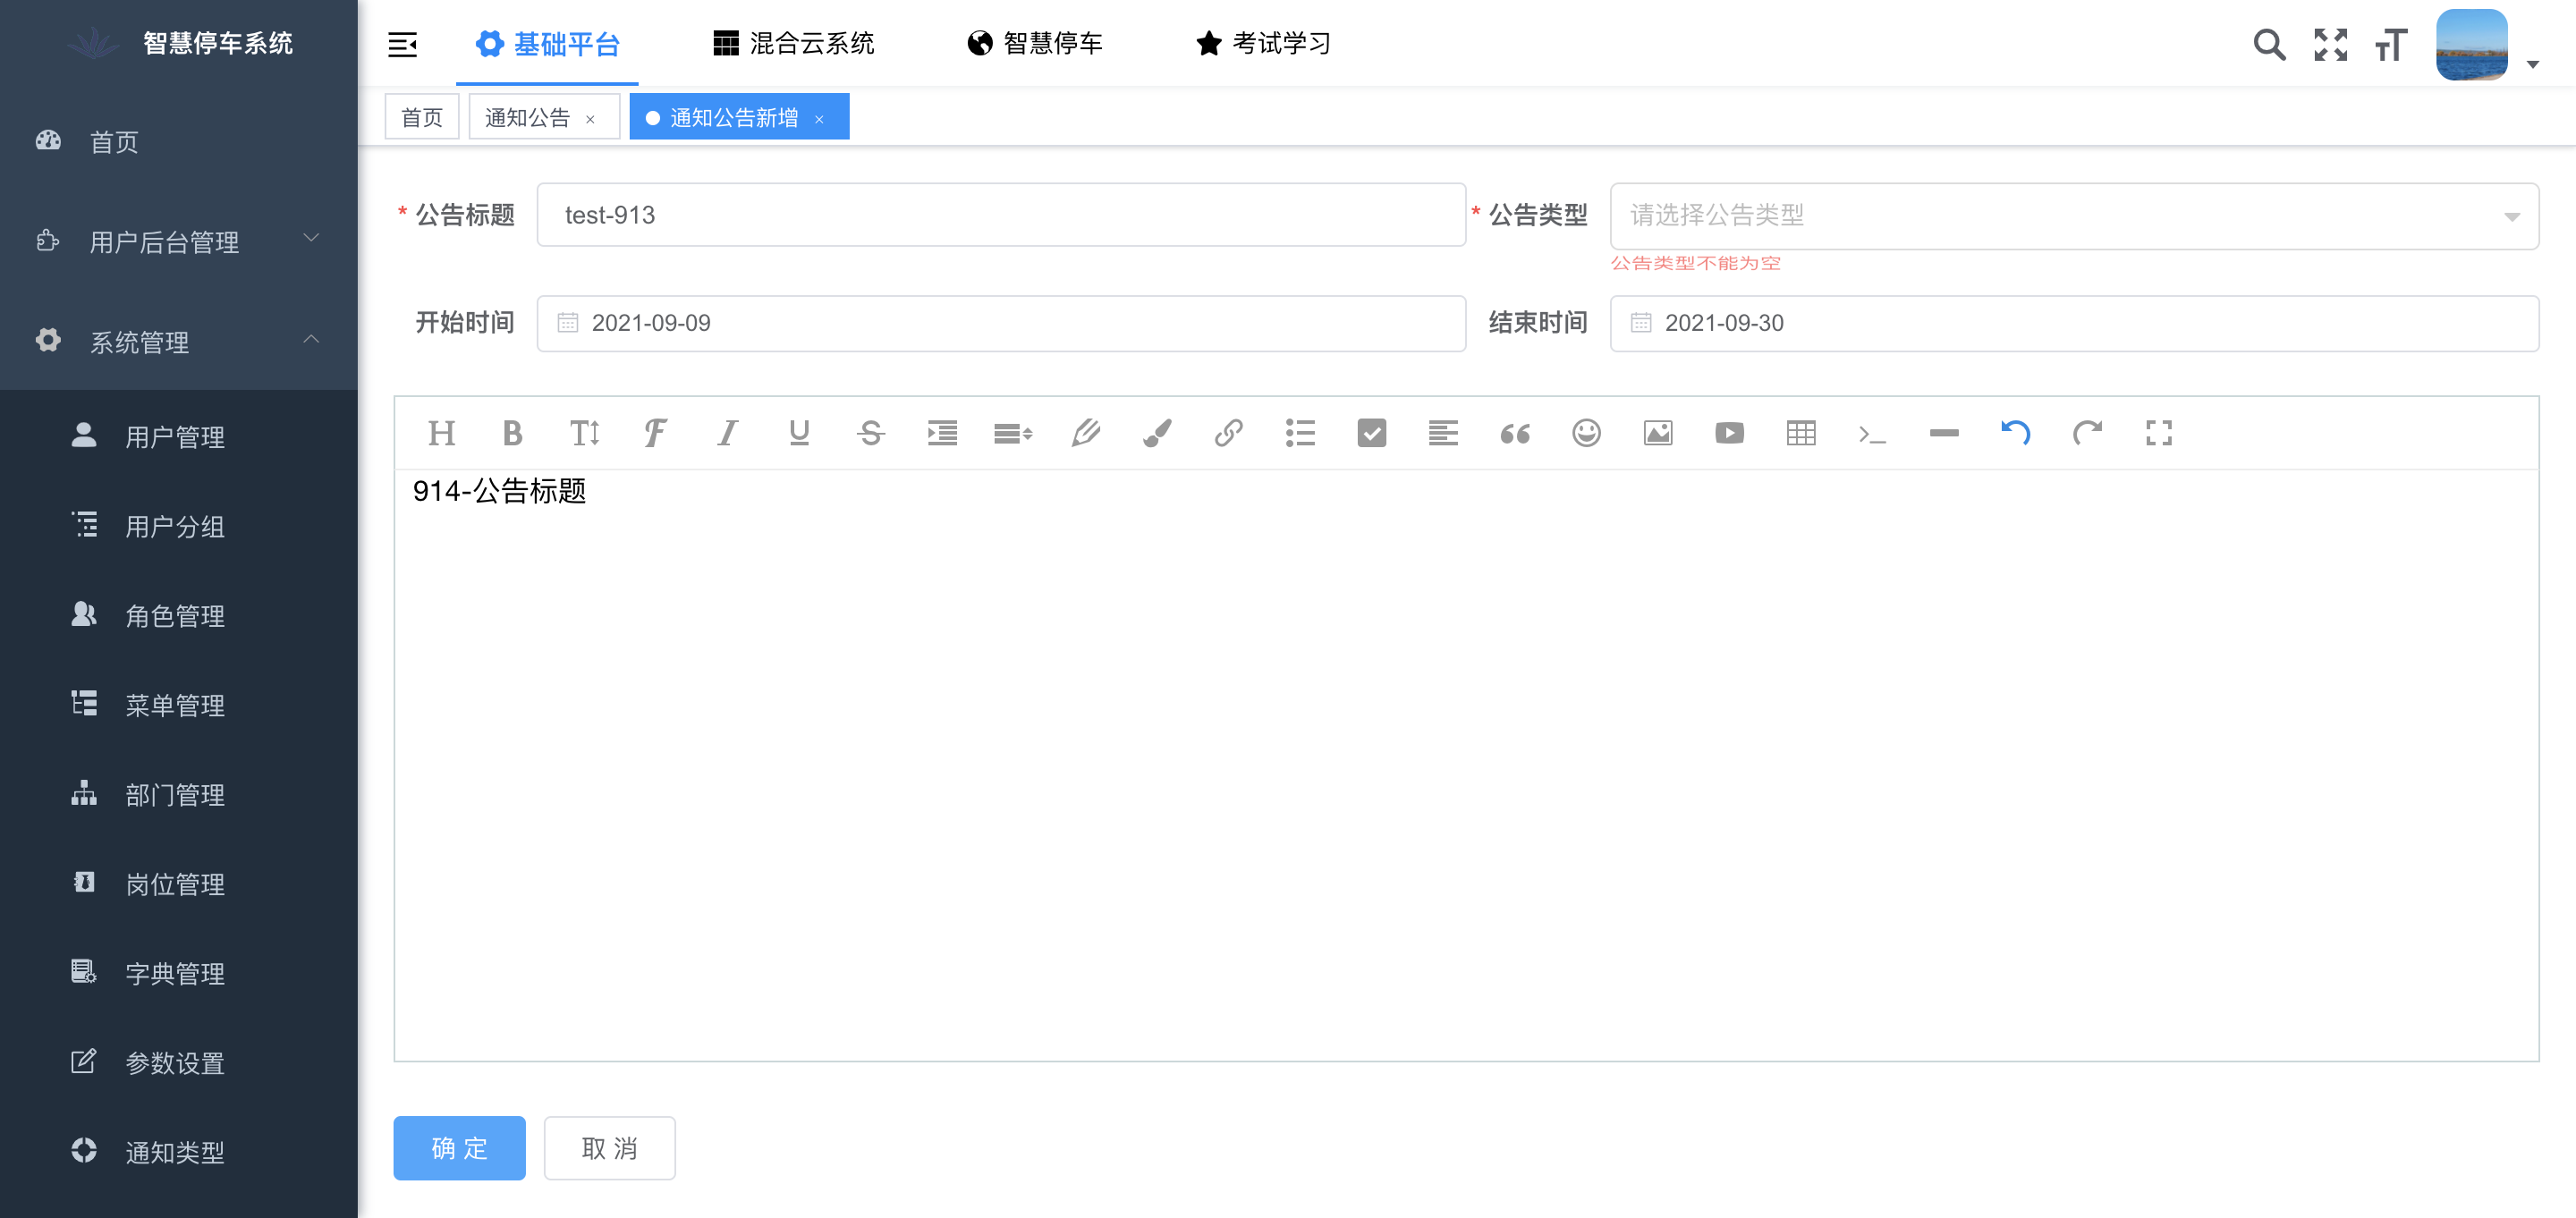 智慧停车系统
基础平台
混合云系统
智慧停车
考试学习
首页
通知公告
通知公告新增
首页
用户后台管理
系统管理
用户管理
用户分组
角色管理
菜单管理
部门管理
岗位管理
字典管理
参数设置
通知类型
* 公告标题
test-913
* 公告类型
请选择公告类型
公告类型不能为空
开始时间
2021-09-09
结束时间
2021-09-30
914-公告标题
确 定
取 消